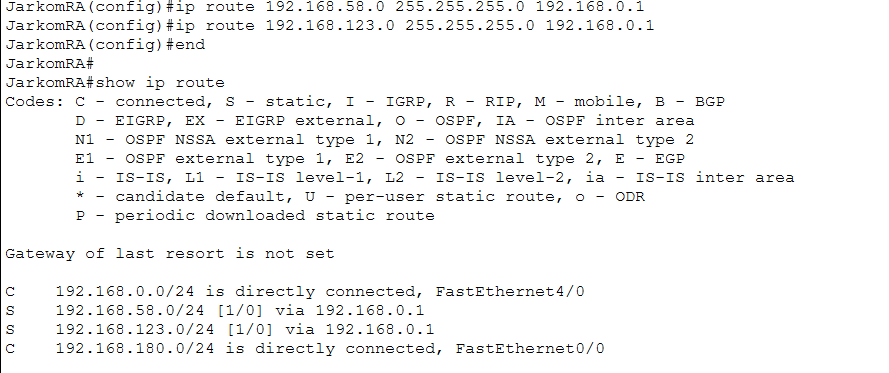 JarkomRA(config)#ip route 192.168.58.0 255.255.255.0 192.168.0.1
JarkomRA(config)#ip route 192.168.123.0 255.255.255.0 192.168.0.1
JarkomRA(config)#end
JarkomRA#
JarkomRA#show ip route
Codes: C - connected, S - static, I - IGRP, R - RIP, M - mobile, B - BGP
       D - EIGRP, EX - EIGRP external, O - OSPF, IA - OSPF inter area
       N1 - OSPF NSSA external type 1, N2 - OSPF NSSA external type 2
       E1 - OSPF external type 1, E2 - OSPF external type 2, E - EGP
       i - IS-IS, L1 - IS-IS level-1, L2 - IS-IS level-2, ia - IS-IS inter area
       * - candidate default, U - per-user static route, o - ODR
       P - periodic downloaded static route

Gateway of last resort is not set

C    192.168.0.0/24 is directly connected, FastEthernet4/0
S    192.168.58.0/24 [1/0] via 192.168.0.1
S    192.168.123.0/24 [1/0] via 192.168.0.1
C    192.168.180.0/24 is directly connected, FastEthernet0/0